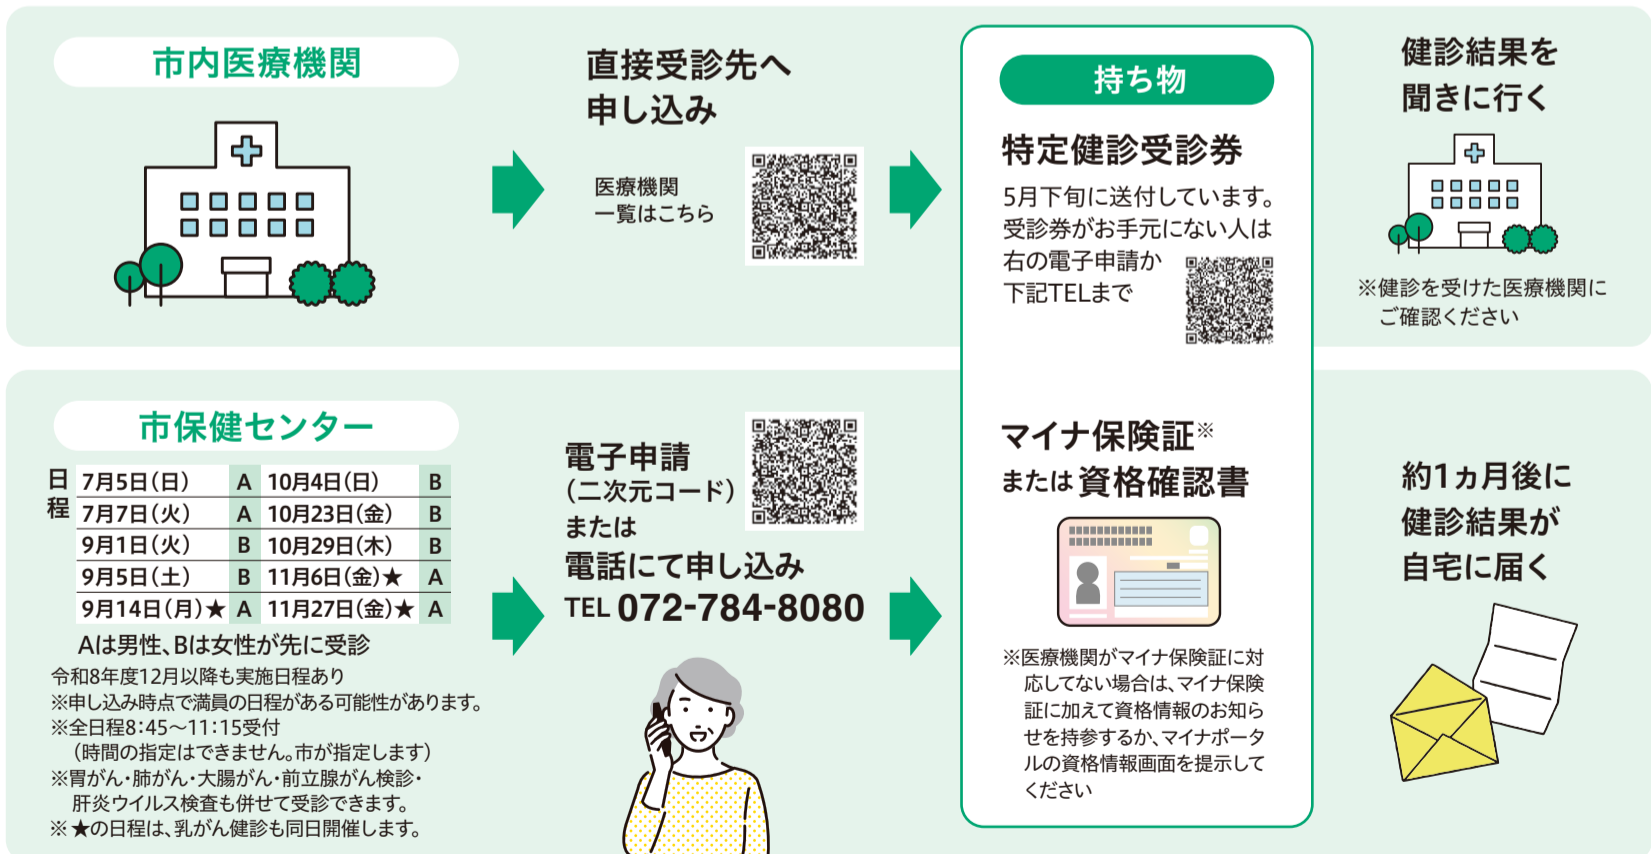 市内医療機関
直接受診先へ
申し込み
医療機関
一覧はこちら
持ち物
特定健診受診券
5月下旬に送付しています。
受診券がお手元にない人は
右の電子申請か
下記TELまで
健診結果を
聞きに行く
※健診を受けた医療機関に
ご確認ください
市保健センター
日程
7月5日(日) A 10月4日(日) B
7月7日(火) A 10月23日(金) B
9月1日(火) B 10月29日(木) B
9月5日(土) B 11月6日(金)★ A
9月14日(月)★ A 11月27日(金)★ A
Aは男性、Bは女性が先に受診
令和8年度12月以降も実施日程あり
※申し込み時点で満員の日程がある可能性があります。
※全日程8:45~11:15受付
(時間の指定はできません。市が指定します)
※胃がん・肺がん・大腸がん・前立腺がん検診・
肝炎ウイルス検査も併せて受診できます。
※★の日程は、乳がん健診も同日開催します。
電子申請
(二次元コード)
または
電話にて申し込み
TEL 072-784-8080
マイナ保険証※
または資格確認書
※医療機関がマイナ保険証に対
応してない場合は、マイナ保険
証に加えて資格情報のお知ら
せを持参するか、マイナポータ
ルの資格情報画面を提示して
ください
約1ヵ月後に
健診結果が
自宅に届く